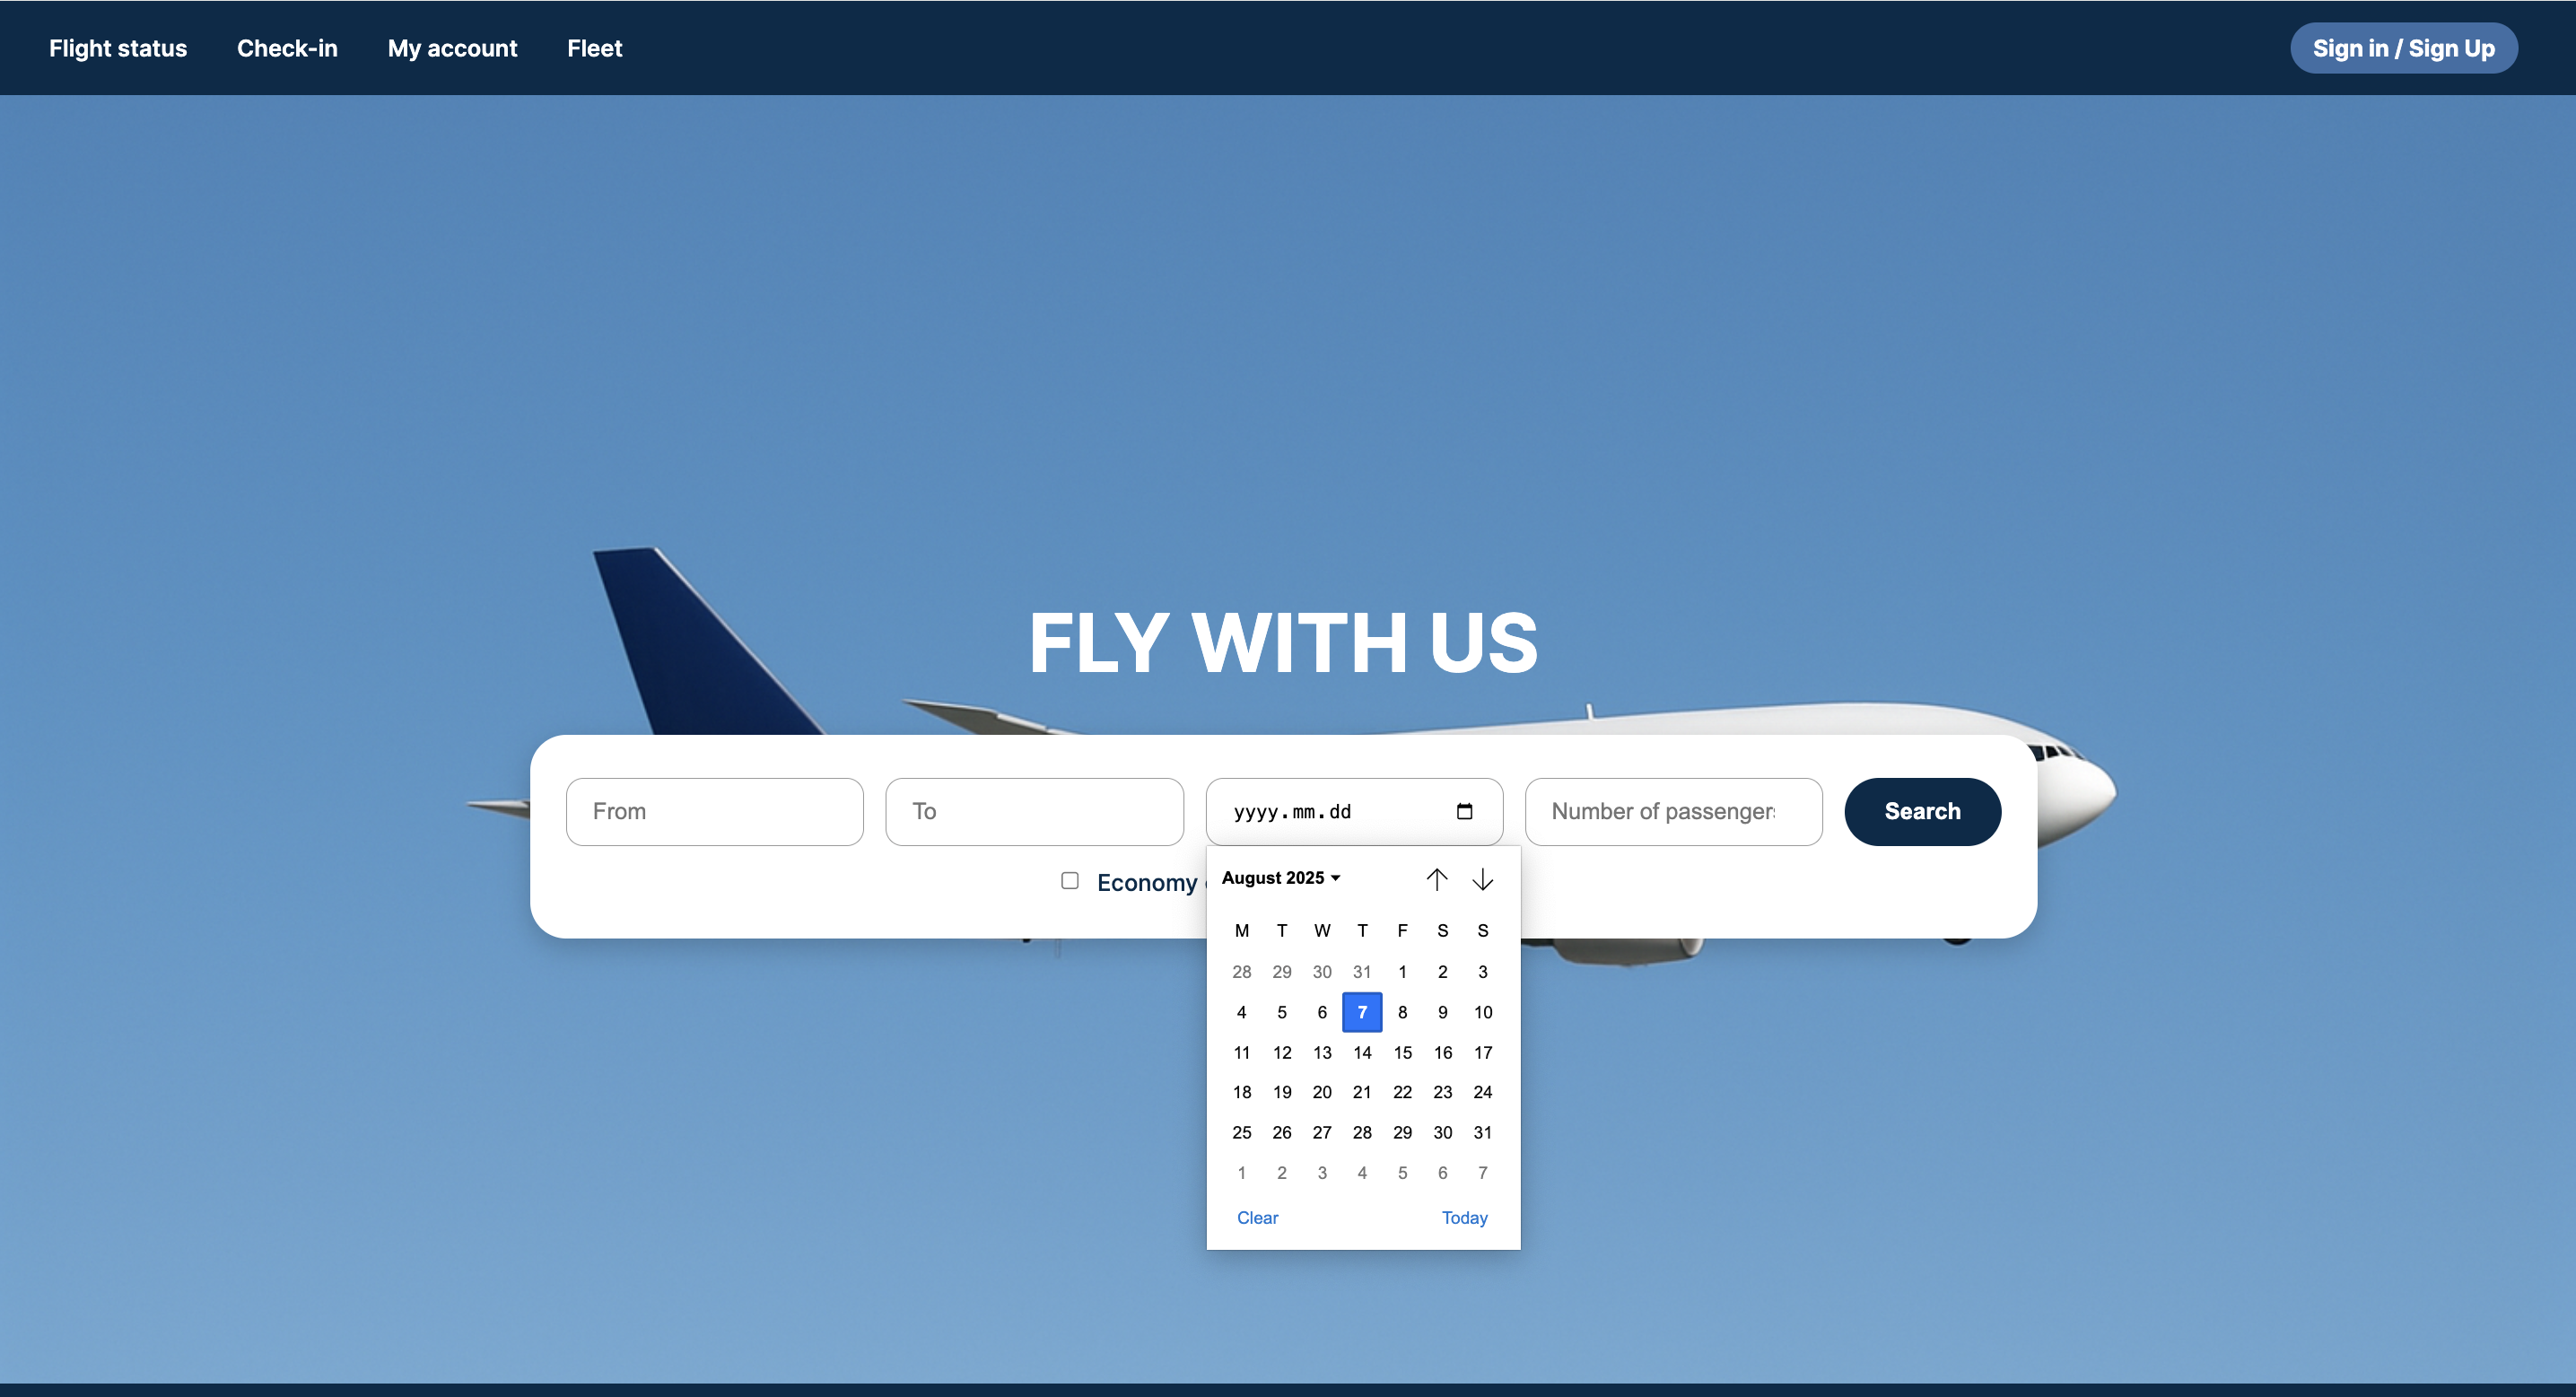 Flight status Check-in My account Fleet Sign in / Sign Up
FLY WITH US
From To yyyy.mm.dd Number of passenger Search
Economy
August 2025
M T W T F S S
28 29 30 31 1 2 3
4 5 6 7 8 9 10
11 12 13 14 15 16 17
18 19 20 21 22 23 24
25 26 27 28 29 30 31
1 2 3 4 5 6 7
Clear Today